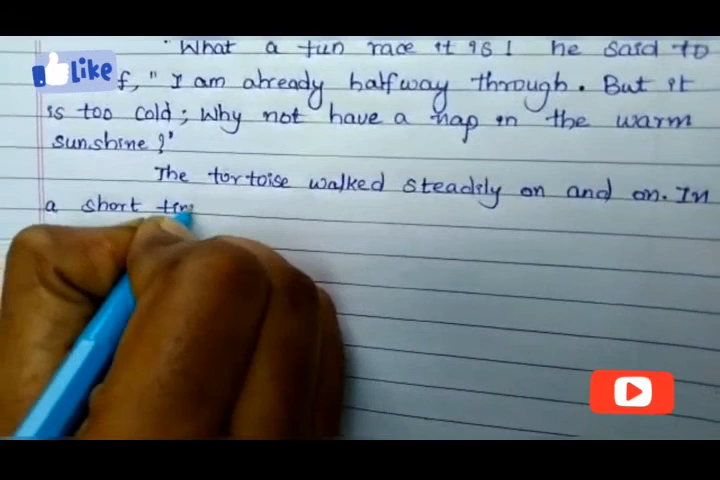 "What a fun race it is! he said to
Like
f, "I am already halfway through. But it
is too cold; Why not have a nap in the warm
sunshine?"
The tortoise walked steadily on and on. In
a short